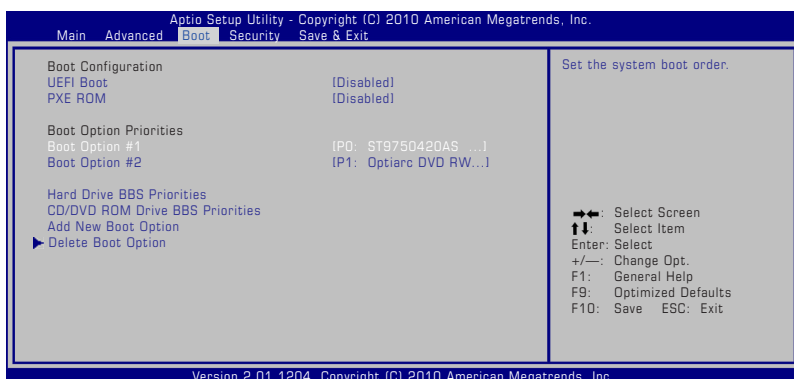 Aptio Setup Utility - Copyright (C) 2010 American Megatrends, Inc.
Main Advanced Boot Security Save & Exit
Boot Configuration
UEFI Boot [Disabled]
PXE ROM [Disabled]
Boot Option Priorities
Boot Option #1 [P0: ST9750420AS ...]
Boot Option #2 [P1: Optiarc DVD RW...]
Hard Drive BBS Priorities
CD/DVD ROM Drive BBS Priorities
Add New Boot Option
Delete Boot Option
Set the system boot order.
→←: Select Screen
↑↓: Select Item
Enter: Select
+/—: Change Opt.
F1: General Help
F9: Optimized Defaults
F10: Save ESC: Exit
Version 2.01.1204. Copyright (C) 2010 American Megatrends, Inc.